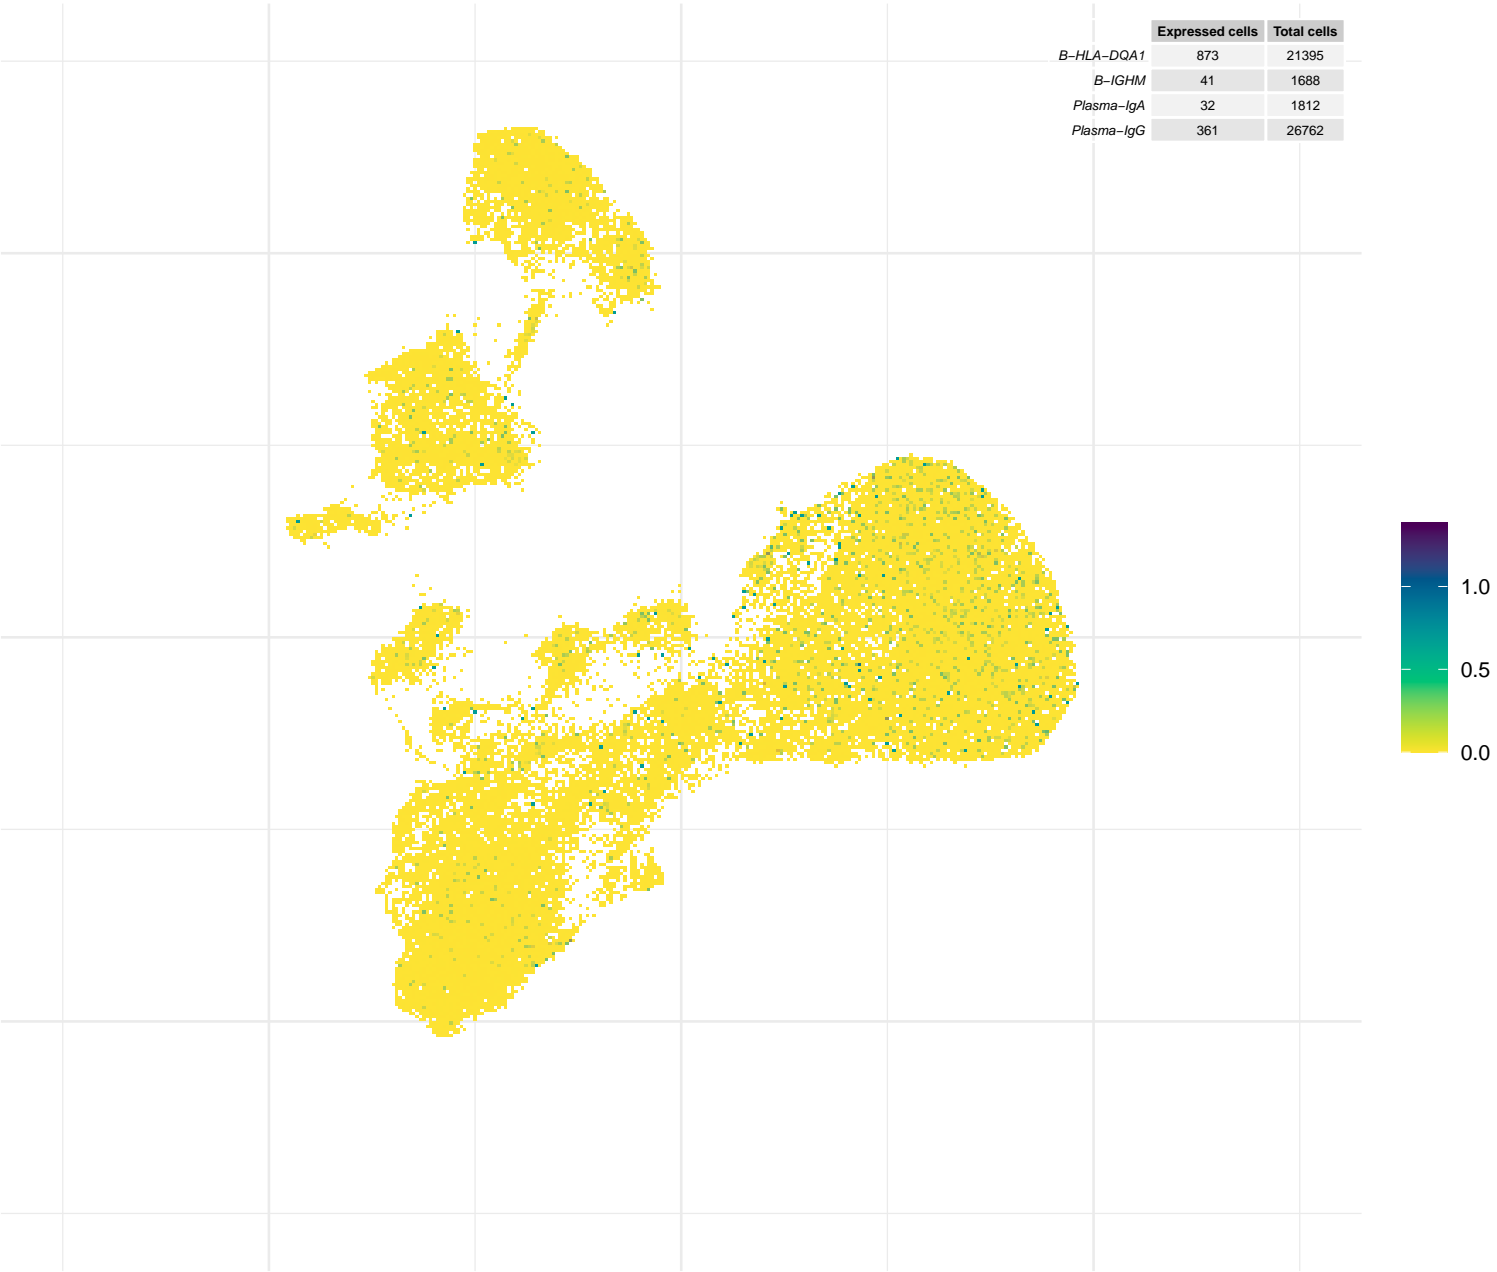 Expressed cells Total cells
B−HLA−DQA1 873 21395
B−IGHM 41 1688
Plasma−IgA 32 1812
Plasma−IgG 361 26762
1.0
0.5
0.0